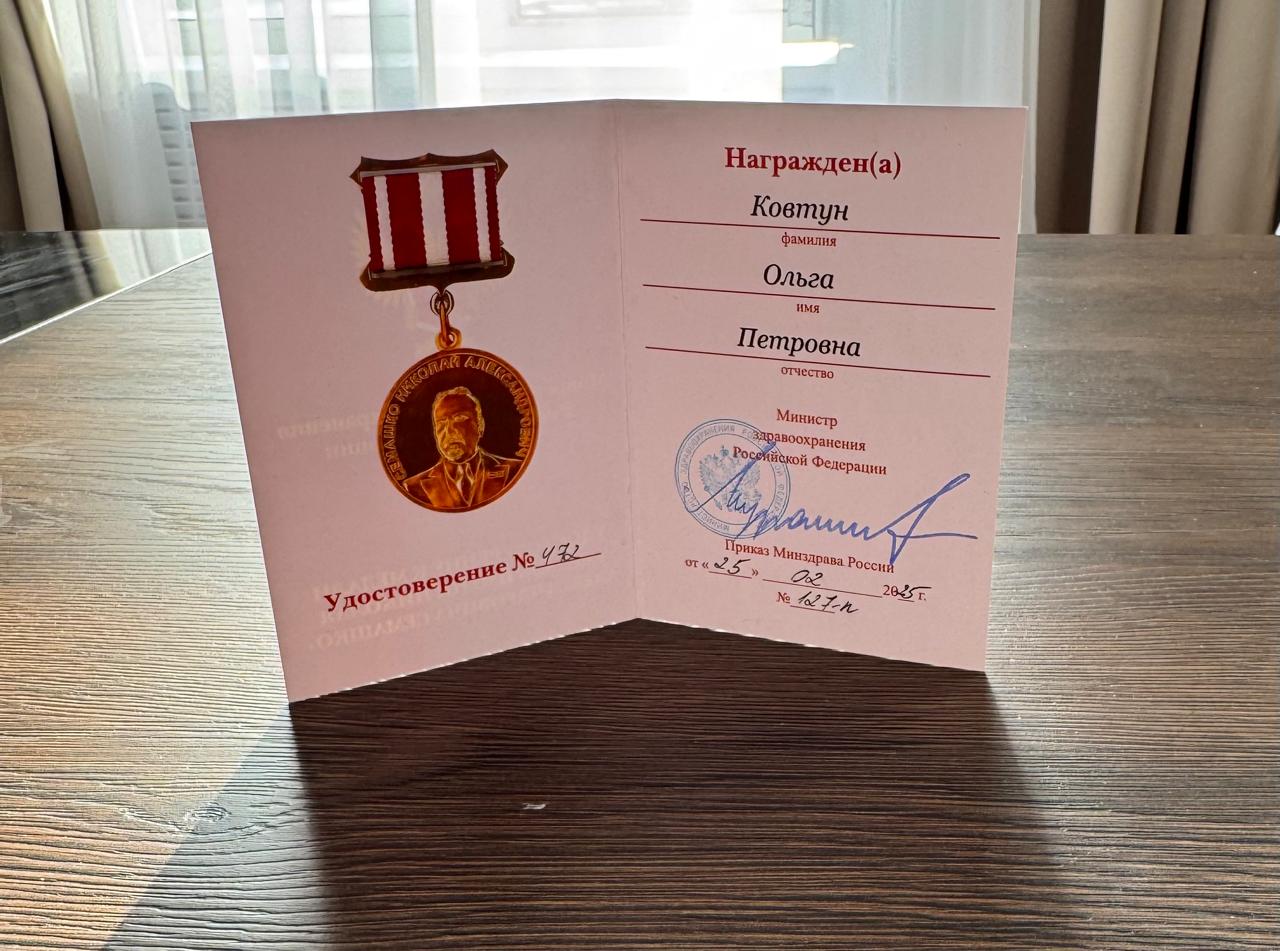 СЕМАШКО НИКОЛАЙ АЛЕКСАНДРОВИЧ
Удостоверение № 472
Награжден(а)
Ковтун
фамилия
Ольга
имя
Петровна
отчество
Министр
здравоохранения
Российской Федерации
Приказ Минздрава России
от « 25 » 02 2025 г.
№ 127-п